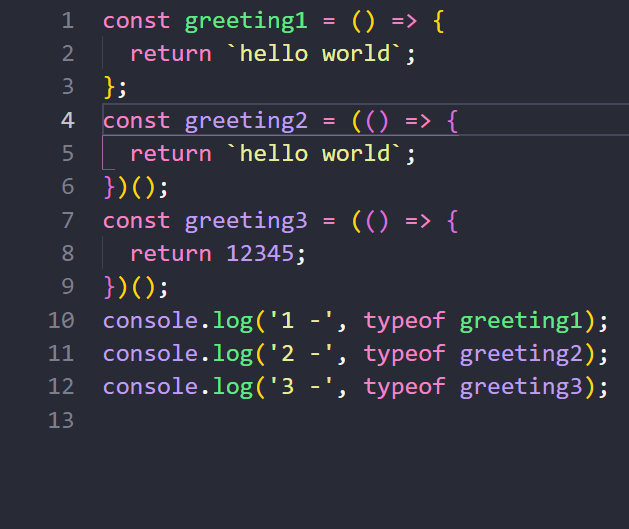 1 const greeting1 = () => {
2   return `hello world`;
3 };
4 const greeting2 = (() => {
5   return `hello world`;
6 })();
7 const greeting3 = (() => {
8   return 12345;
9 })();
10 console.log('1 -', typeof greeting1);
11 console.log('2 -', typeof greeting2);
12 console.log('3 -', typeof greeting3);
13